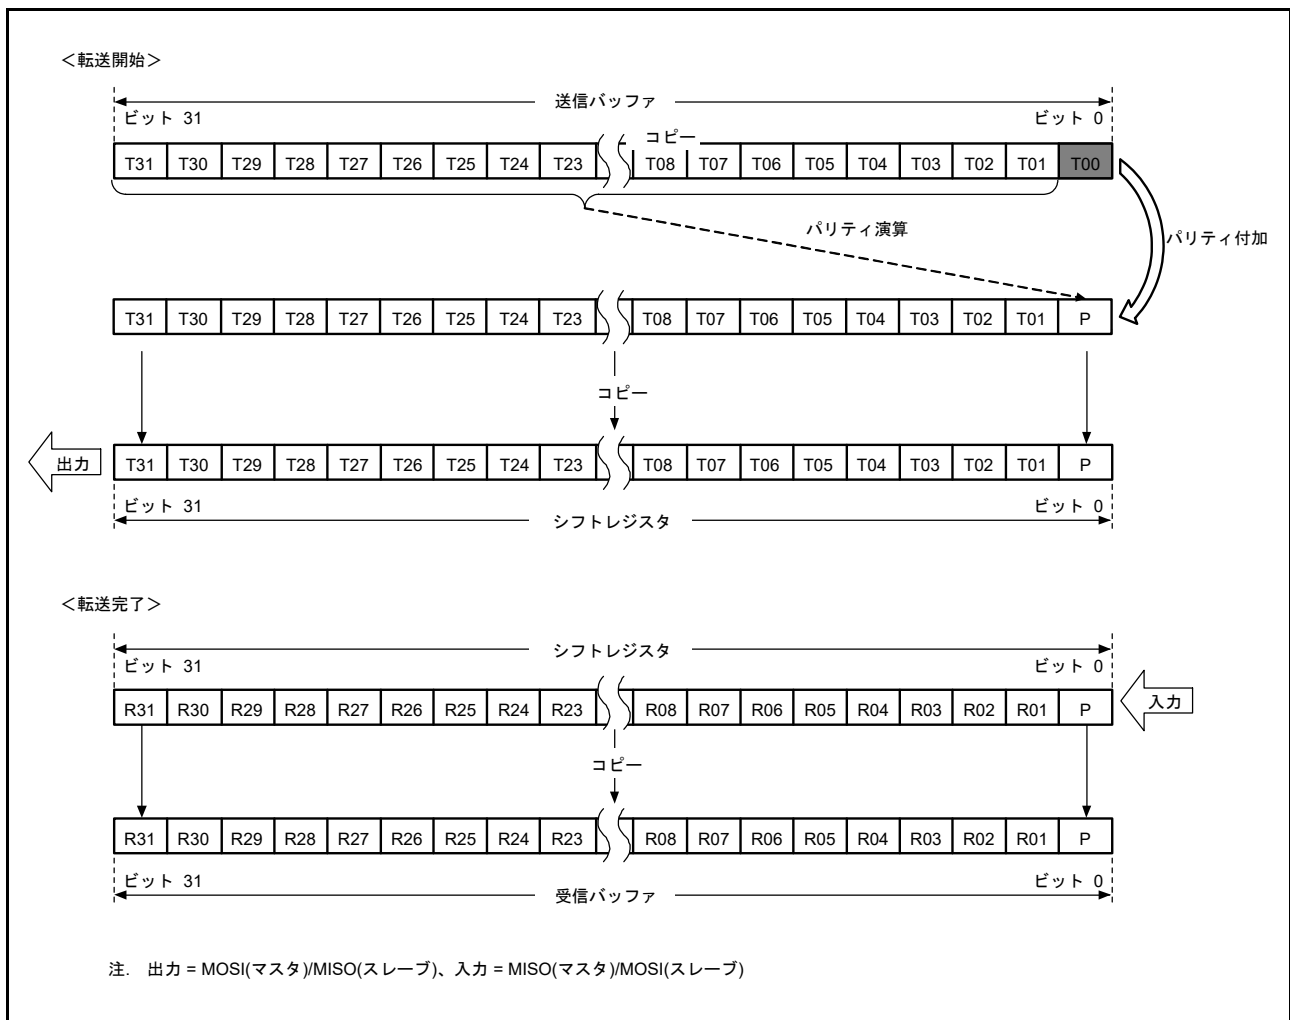 ＜転送開始＞
送信バッファ
ビット 31 ビット 0
コピー
T31 T30 T29 T28 T27 T26 T25 T24 T23 T08 T07 T06 T05 T04 T03 T02 T01 T00
パリティ演算
パリティ付加
T31 T30 T29 T28 T27 T26 T25 T24 T23 T08 T07 T06 T05 T04 T03 T02 T01 P
コピー
出力 T31 T30 T29 T28 T27 T26 T25 T24 T23 T08 T07 T06 T05 T04 T03 T02 T01 P
ビット 31 ビット 0
シフトレジスタ
＜転送完了＞
シフトレジスタ
ビット 31 ビット 0
R31 R30 R29 R28 R27 R26 R25 R24 R23 R08 R07 R06 R05 R04 R03 R02 R01 P 入力
コピー
R31 R30 R29 R28 R27 R26 R25 R24 R23 R08 R07 R06 R05 R04 R03 R02 R01 P
ビット 31 ビット 0
受信バッファ
注. 出力 = MOSI(マスタ)/MISO(スレーブ)、入力 = MISO(マスタ)/MOSI(スレーブ)